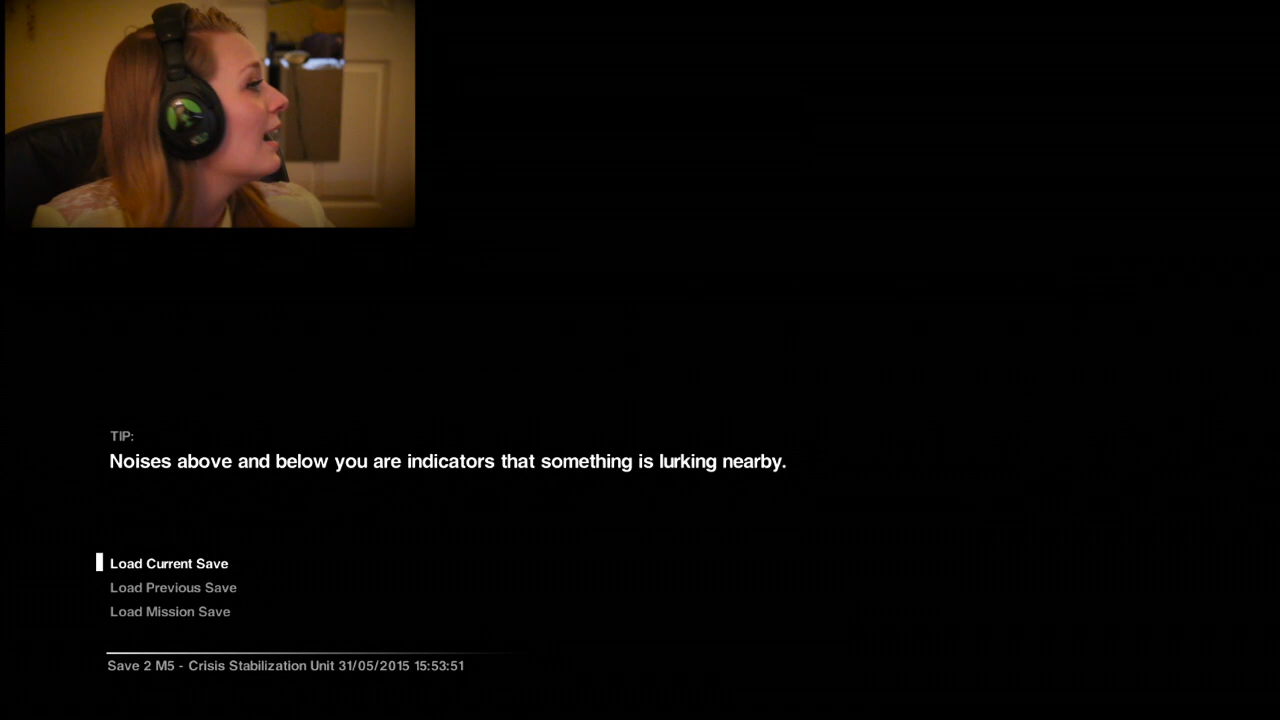 TIP:
Noises above and below you are indicators that something is lurking nearby.
Load Current Save
Load Previous Save
Load Mission Save
Save 2 M5 - Crisis Stabilization Unit 31/05/2015 15:53:51